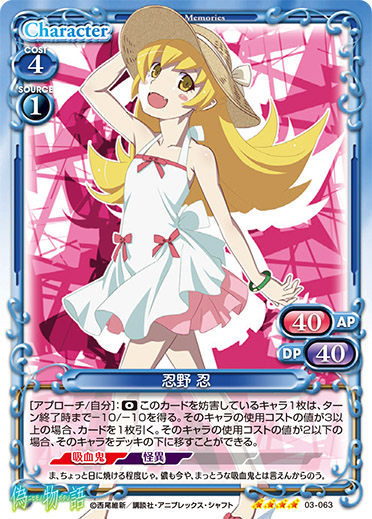 Memories
Character
COST
4
SOURCE
1
40 AP
DP 40
忍野 忍
[アプローチ/自分]：0 このカードを妨害しているキャラ1枚は、ター
ン終了時まで－10/－10を得る。そのキャラの使用コストの値が3以
上の場合、カードを1枚引く。そのキャラの使用コストの値が2以下の
場合、そのキャラをデッキの下に移すことができる。
吸血鬼 怪異
ま、ちょっと日に焼ける程度じゃ。儂も今や、まっとうな吸血鬼とは言えんからのう。
偽物語
03-063
©西尾維新／講談社・アニプレックス・シャフト